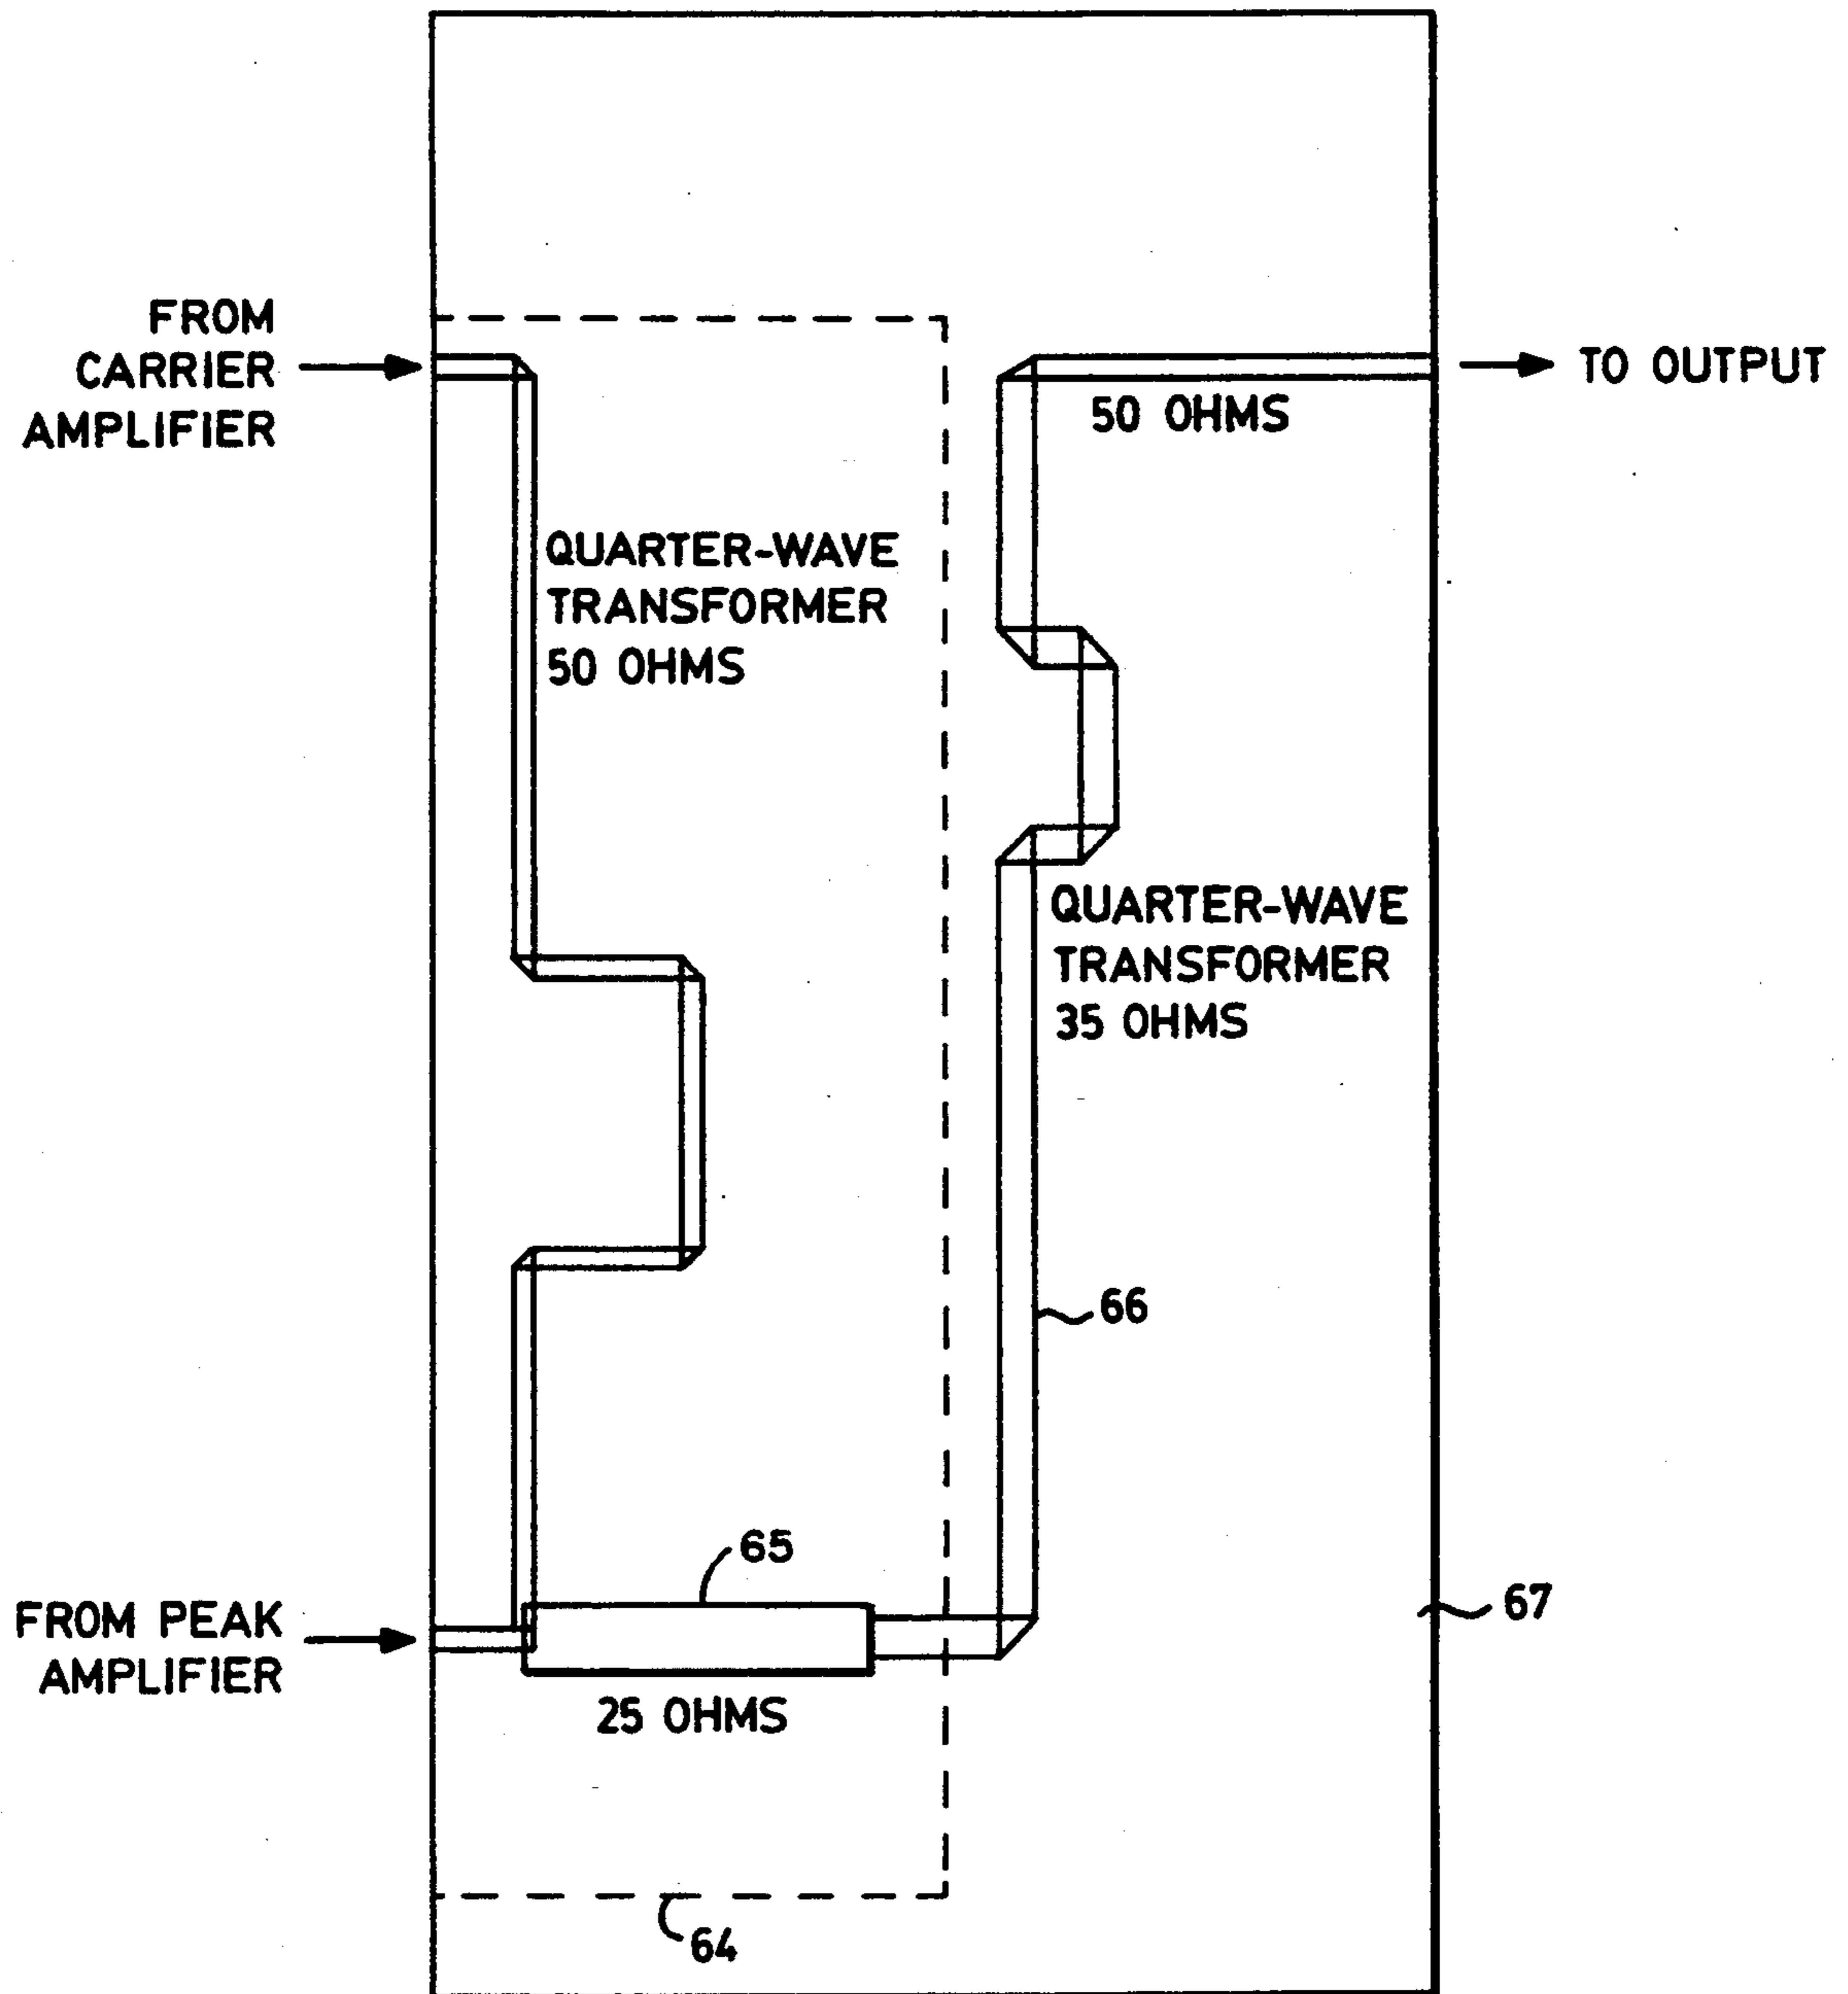 FROM
CARRIER
AMPLIFIER
TO OUTPUT
50 OHMS
QUARTER-WAVE
TRANSFORMER
50 OHMS
QUARTER-WAVE
TRANSFORMER
35 OHMS
66
65
FROM PEAK
AMPLIFIER
67
25 OHMS
64